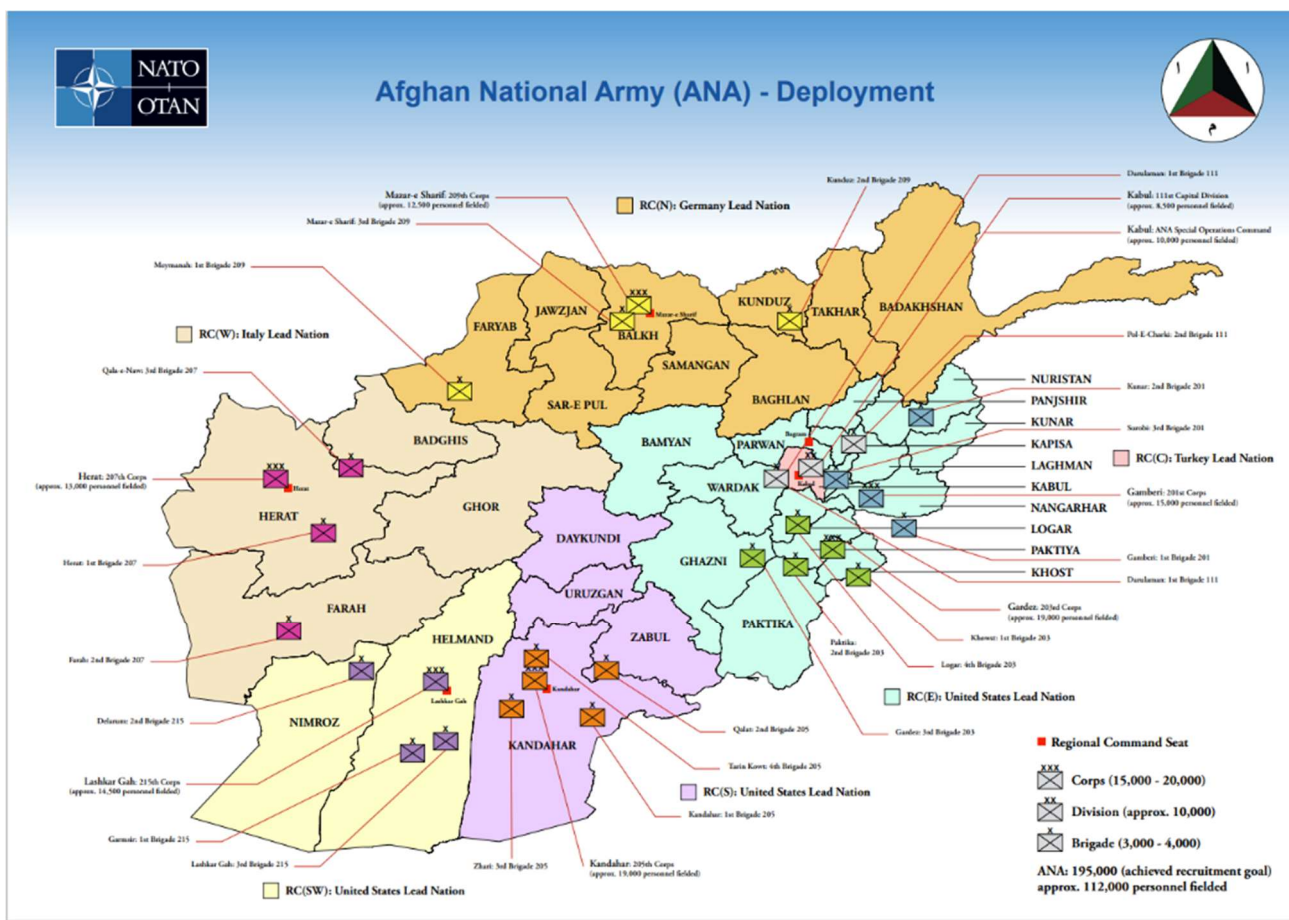 NATO
OTAN
Afghan National Army (ANA) - Deployment
ا
ا
م
Mazar-e Sharif: 209th Corps
(approx. 12,500 personnel fielded)
Mazar-e Sharif: 3rd Brigade 209
RC(N): Germany Lead Nation
Kunduz: 2nd Brigade 209
Darulaman: 1st Brigade 111
Kabul: 111st Capital Division
(approx. 8,500 personnel fielded)
Kabul: ANA Special Operations Command
(approx. 10,000 personnel fielded)
Moymanah: 1st Brigade 209
RC(W): Italy Lead Nation
Qala-e-Naw: 3rd Brigade 207
Herat: 207th Corps
(approx. 13,000 personnel fielded)
Herat: 1st Brigade 207
Farah: 2nd Brigade 207
Delaram: 2nd Brigade 215
Lashkar Gah: 215th Corps
(approx. 14,500 personnel fielded)
Garmsir: 1st Brigade 215
Lashkar Gah: 3rd Brigade 215
RC(SW): United States Lead Nation
FARYAB
JAWZJAN
XXX
X
Mazar-e Sharif
BALKH
KUNDUZ
X
TAKHAR
BADAKHSHAN
X
SAR-E PUL
SAMANGAN
BAGHLAN
BADGHIS
X
XXX
Herat
HERAT
X
GHOR
FARAH
X
BAMYAN
PARWAN
Bagram
WARDAK
X
XX
Kabul
X
X
XXX
X
DAYKUNDI
GHAZNI
X
X
X
XXX
X
URUZGAN
ZABUL
PAKTIKA
HELMAND
X
XXX
Lashkar Gah
NIMROZ
X
X
X
XXX
Kandahar
X
X
X
KANDAHAR
Pol-E-Charki: 2nd Brigade 111
NURISTAN
PANJSHIR
Kunar: 2nd Brigade 201
KUNAR
Sorobi: 3rd Brigade 201
KAPISA
LAGHMAN
RC(C): Turkey Lead Nation
KABUL
Gamberi: 201st Corps
(approx. 15,000 personnel fielded)
NANGARHAR
LOGAR
PAKTIYA
Gamberi: 1st Brigade 201
KHOST
Darulaman: 1st Brigade 111
Gardez: 203rd Corps
(approx. 19,000 personnel fielded)
Khowst: 1st Brigade 203
Paktika:
2nd Brigade 203
Logar: 4th Brigade 203
RC(E): United States Lead Nation
Gardez: 3rd Brigade 203
Qalat: 2nd Brigade 205
Tarin Kowt: 4th Brigade 205
RC(S): United States Lead Nation
Kandahar: 1st Brigade 205
Zhari: 3rd Brigade 205
Kandahar: 205th Corps
(approx. 19,000 personnel fielded)
Regional Command Seat
XXX
Corps (15,000 - 20,000)
XX
Division (approx. 10,000)
X
Brigade (3,000 - 4,000)
ANA: 195,000 (achieved recruitment goal)
approx. 112,000 personnel fielded